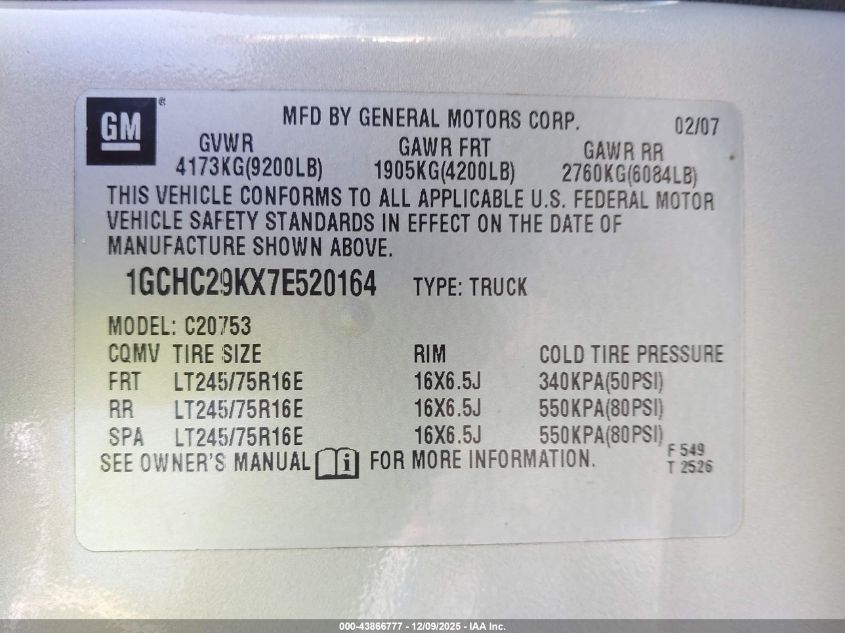 GM®
MFD BY GENERAL MOTORS CORP. 02/07
GVWR GAWR FRT GAWR RR
4173KG(9200LB) 1905KG(4200LB) 2760KG(6084LB)
THIS VEHICLE CONFORMS TO ALL APPLICABLE U.S. FEDERAL MOTOR
VEHICLE SAFETY STANDARDS IN EFFECT ON THE DATE OF
MANUFACTURE SHOWN ABOVE.
1GCHC29KX7E520164 TYPE: TRUCK
MODEL: C20753
CQMV TIRE SIZE RIM COLD TIRE PRESSURE
FRT LT245/75R16E 16X6.5J 340KPA(50PSI)
RR LT245/75R16E 16X6.5J 550KPA(80PSI)
SPA LT245/75R16E 16X6.5J 550KPA(80PSI)
SEE OWNER'S MANUAL i FOR MORE INFORMATION.
F 549
T 2526
000-43866777 - 12/09/2025 - IAA Inc.